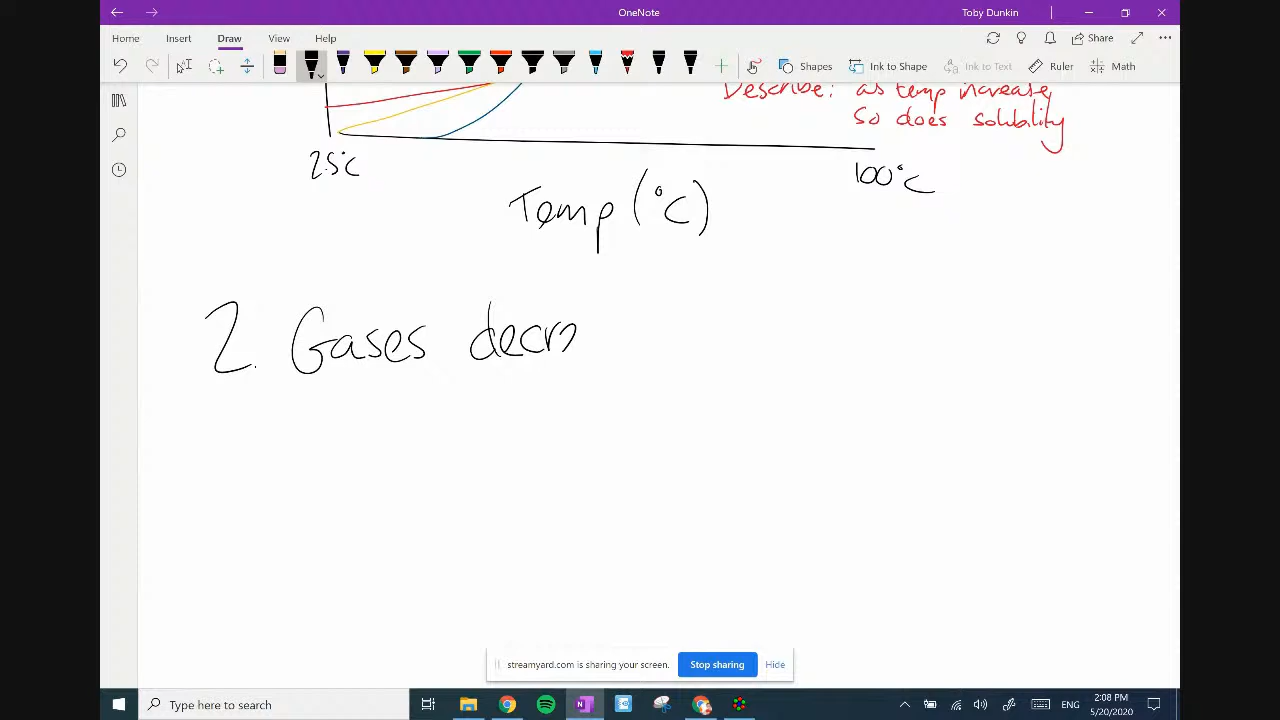 OneNote
Toby Dunkin
Home Insert Draw View Help
Share
Shapes Ink to Shape Ink to Text Ruler Math
Describe: as temp increase,
so does solubility
25°C
100°C
Temp (°C)
2. Gases decr
streamyard.com is sharing your screen. Stop sharing Hide
Type here to search
ENG
2:08 PM
5/20/2020